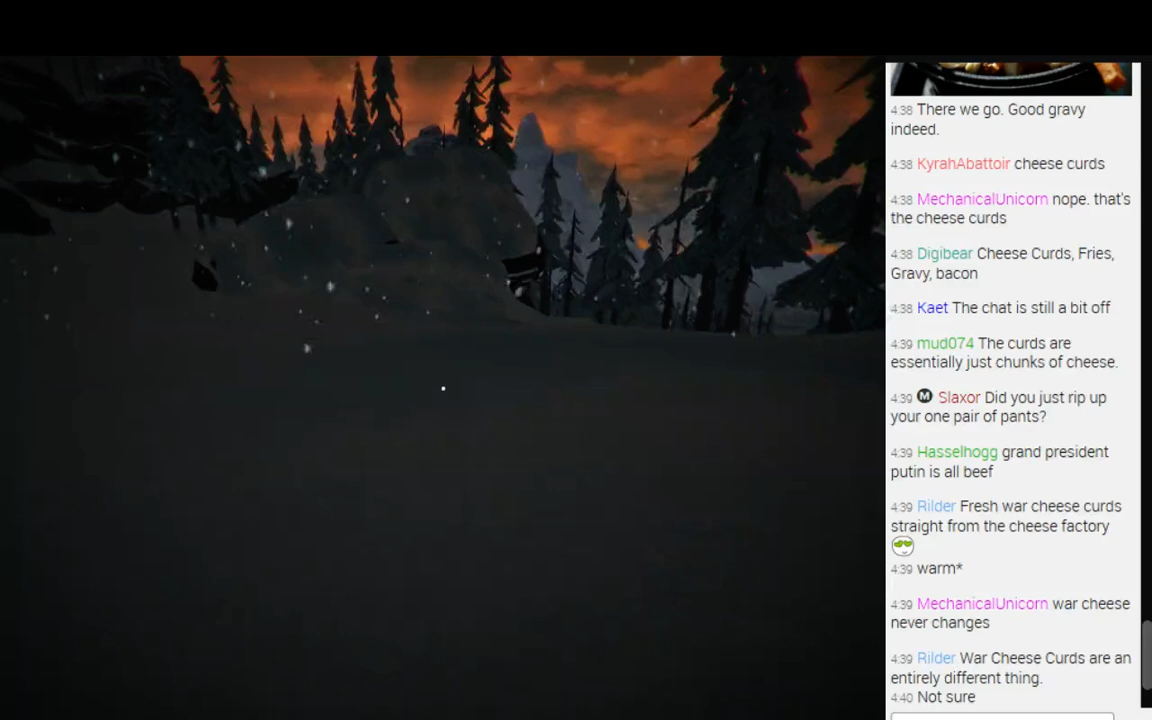 4:38 There we go. Good gravy
indeed.
4:38 KyrahAbattoir cheese curds
4:38 MechanicalUnicorn nope. that's
the cheese curds
4:38 Digibear Cheese Curds, Fries,
Gravy, bacon
4:38 Kaet The chat is still a bit off
4:39 mud074 The curds are
essentially just chunks of cheese.
4:39 M Slaxor Did you just rip up
your one pair of pants?
4:39 Hasselhogg grand president
putin is all beef
4:39 Rilder Fresh war cheese curds
straight from the cheese factory
4:39 warm*
4:39 MechanicalUnicorn war cheese
never changes
4:39 Rilder War Cheese Curds are an
entirely different thing.
4:40 Not sure